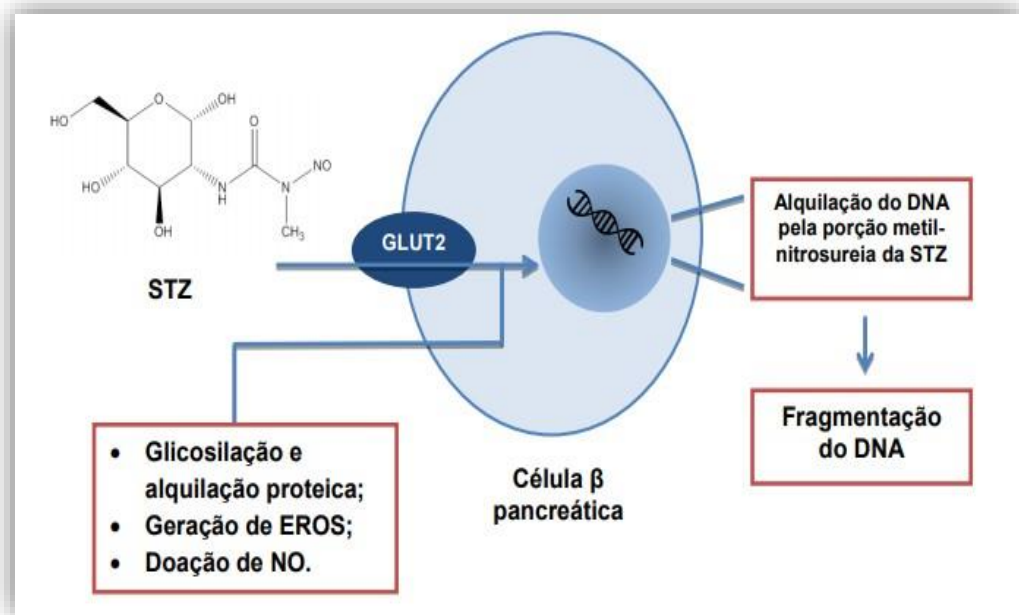 HO
O
OH
HO
OH
N
H
O
N
NO
CH3
STZ
GLUT2
Alquilação do DNA
pela porção metil-
nitrosureia da STZ
Fragmentação
do DNA
• Glicosilação e
alquilação proteica;
• Geração de EROS;
• Doação de NO.
Célula β
pancreática